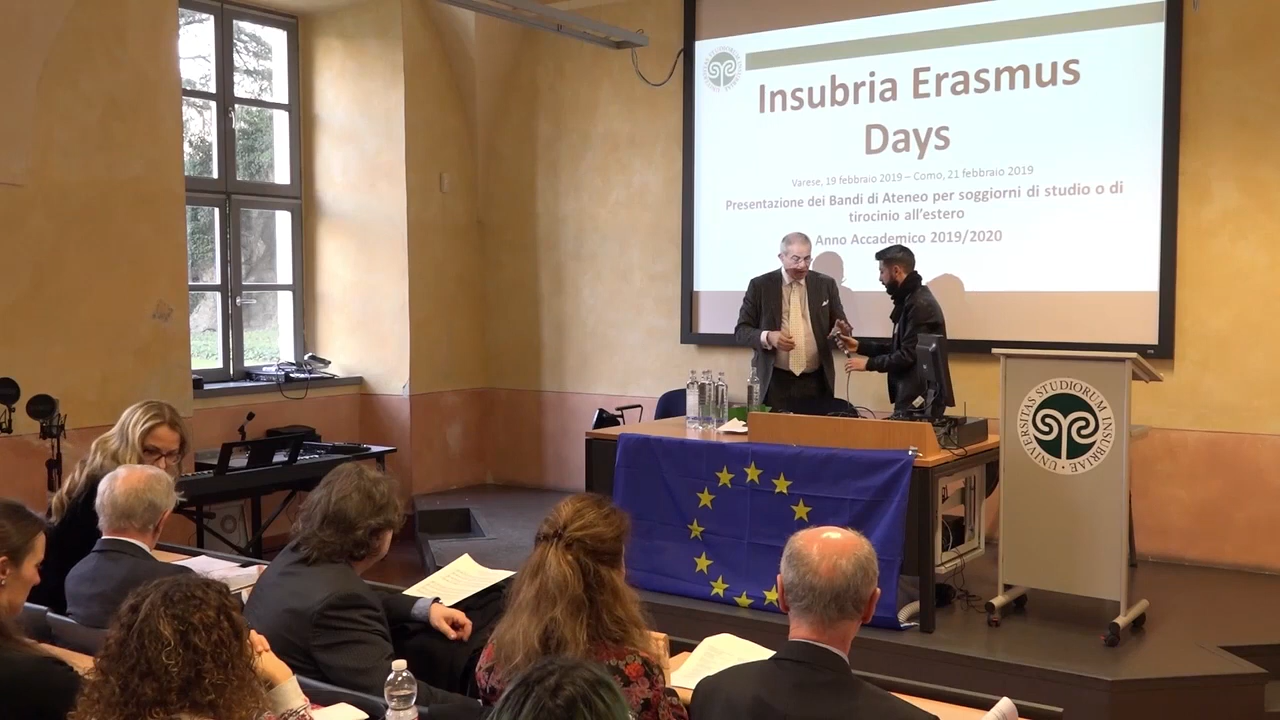 Insubria Erasmus
Days
Varese, 19 febbraio 2019 – Como, 21 febbraio 2019
Presentazione dei Bandi di Ateneo per soggiorni di studio o di
tirocinio all'estero
Anno Accademico 2019/2020
UNIVERSITAS STUDIORUM INSUBRIAE